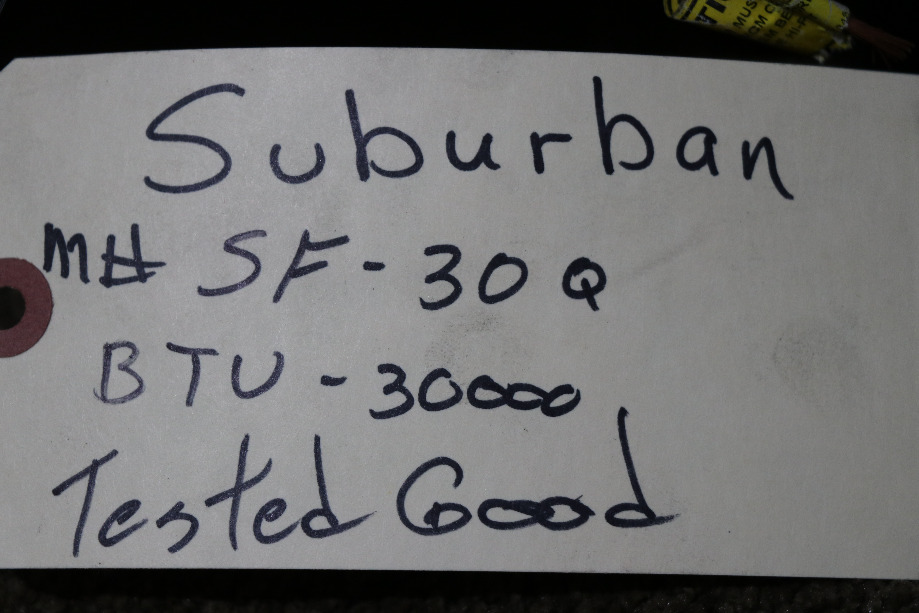 Suburban
M# SF-30Q
BTU-30000
Tested Good